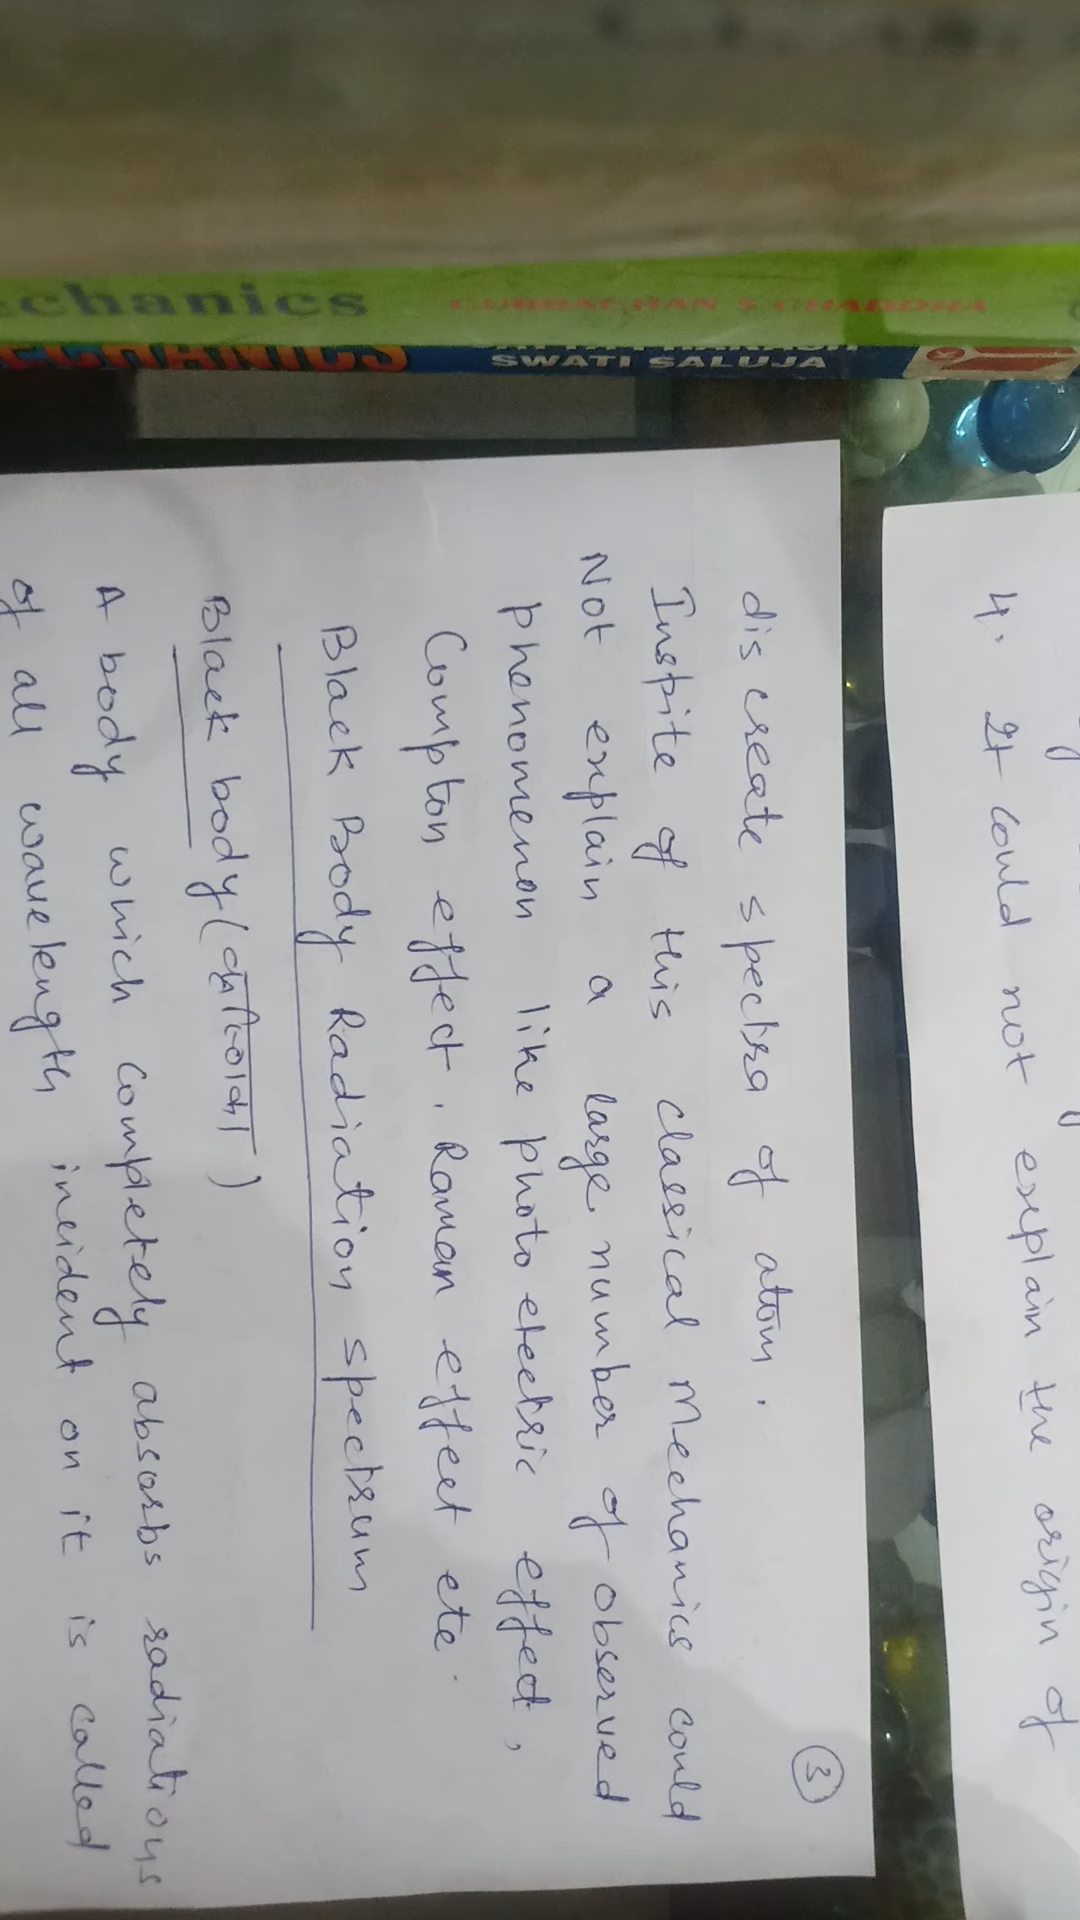 chanics GURBACHAN S CHADDHA
ECHANICS SWATI SALUJA
4. It could not explain the origin of
③
discreate spectra of atom.
Inspite of this classical Mechanics could
Not explain a large number of observed
phenomenon like photo electric effect,
Compton effect, Raman effect etc.
Black Body Radiation spectrum
Black body (कृष्णिका)
A body which completely absorbs radiations
of all wavelength incident on it is called